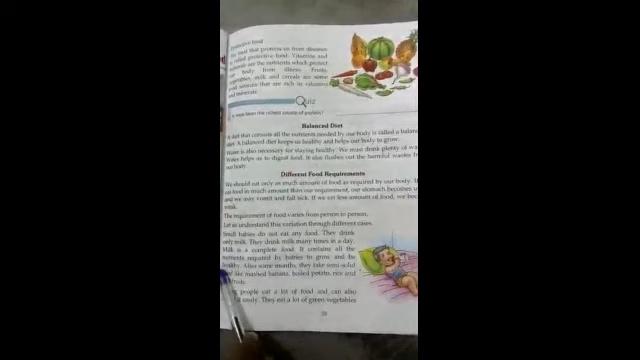 Protective food
The food that protects us from diseases
is called protective food. Vitamins and
minerals are the nutrients which protect
our body from illness. Fruits,
vegetables, milk and cereals are some
food sources that are rich in vitamins
and minerals.
Quiz
the richest source of protein?
Balanced Diet
A diet that contains all the nutrients needed by our body is called a balanced
diet. A balanced diet keeps us healthy and helps our body to grow.
Water is also necessary for staying healthy. We must drink plenty of
Water helps us to digest food. It also flushes out the harmful wastes
our body.
Different Food Requirements
We should eat only as much amount of food as required by our body. If
eat food in much amount than our requirement, our stomach becomes
and we may vomit and fall sick. If we eat less amount of food, we
weak.
The requirement of food varies from person to person.
Let us understand this variation through different cases.
Small babies do not eat any food. They drink
only milk. They drink milk many times in a day.
Milk is a complete food. It contains all the
nutrients required by babies to grow and be
healthy. After some months, they take semi-solid
food like mashed banana, boiled potato, rice and
people eat a lot of food and can also
easily. They eat a lot of green vegetables